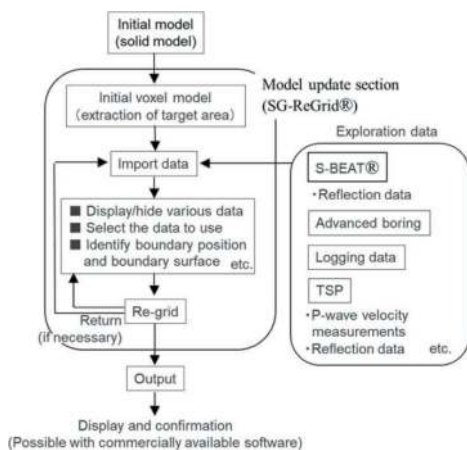 Initial model
(solid model)
Model update section
(SG-ReGrid®)
Initial voxel model
(extraction of target area)
Import data
■ Display/hide various data
■ Select the data to use
■ Identify boundary position
and boundary surface etc.
Re-grid
Return
(if necessary)
Output
Display and confirmation
(Possible with commercially available software)
Exploration data
S-BEAT®
・Reflection data
Advanced boring
Logging data
TSP
・P-wave velocity
measurements
・Reflection data etc.